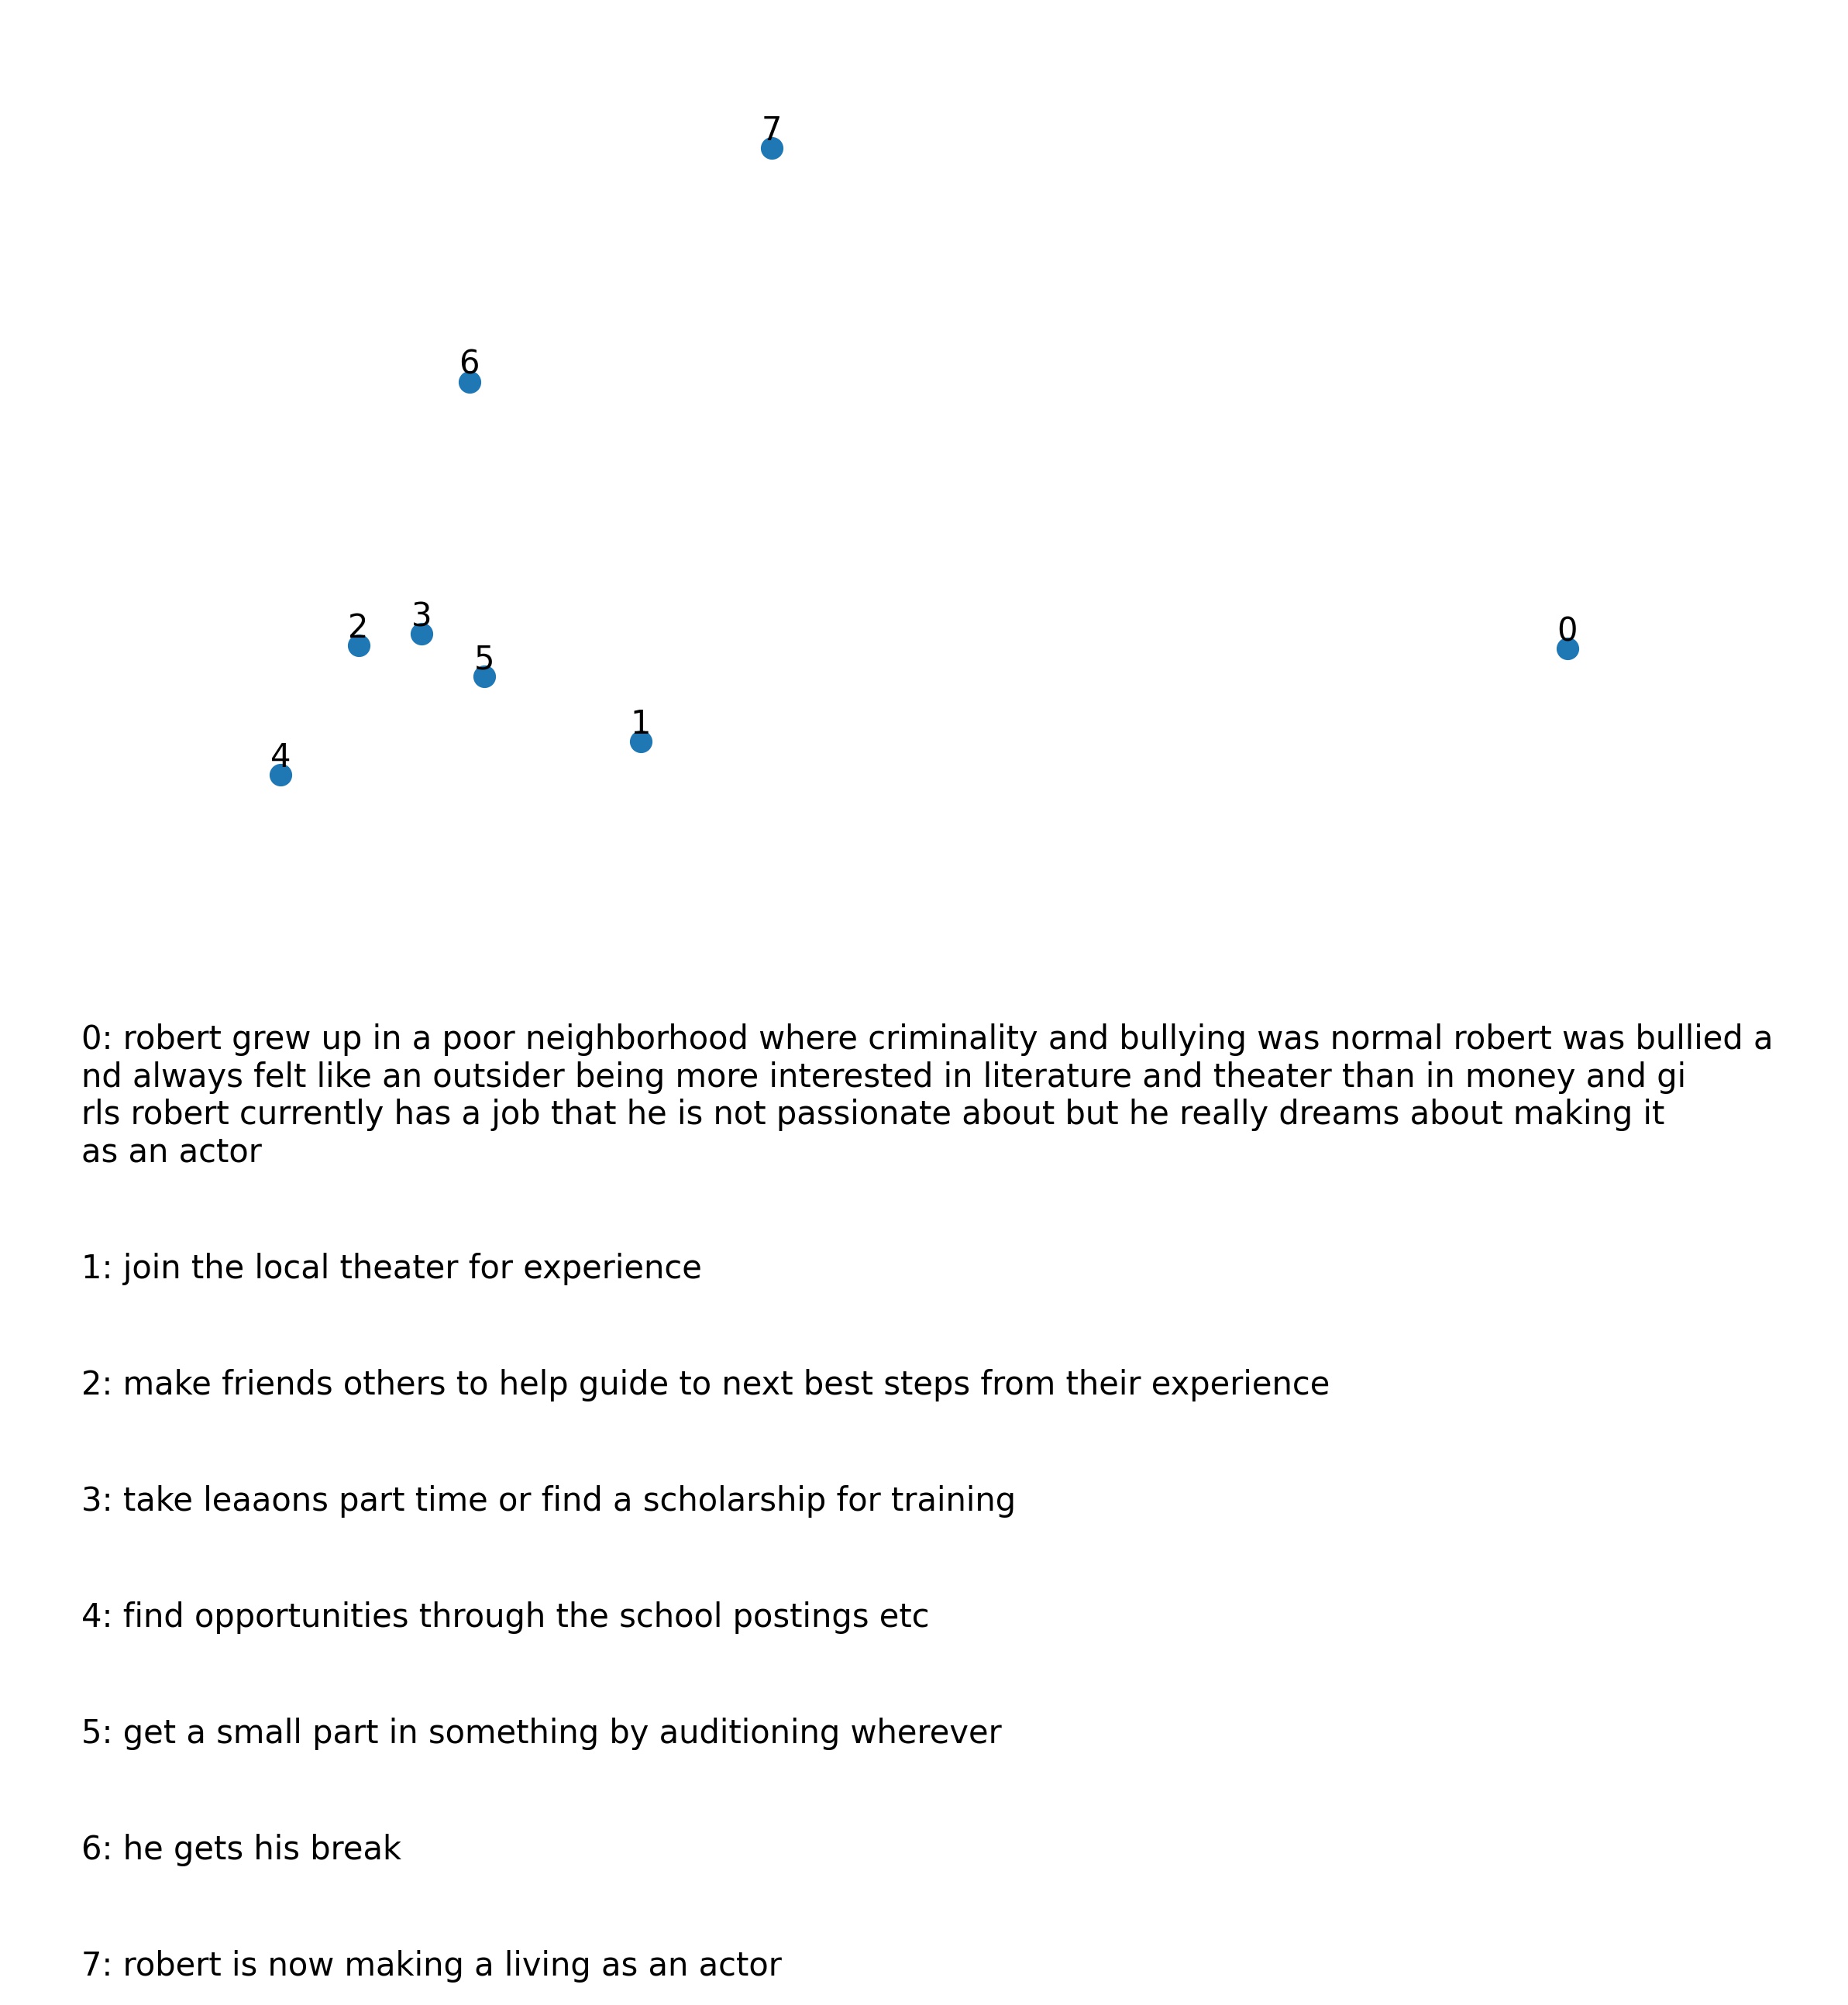 7
6
3
2
0
5
1
4
0: robert grew up in a poor neighborhood where criminality and bullying was normal robert was bullied a
nd always felt like an outsider being more interested in literature and theater than in money and gi
rls robert currently has a job that he is not passionate about but he really dreams about making it
as an actor
1: join the local theater for experience
2: make friends others to help guide to next best steps from their experience
3: take leaaons part time or find a scholarship for training
4: find opportunities through the school postings etc
5: get a small part in something by auditioning wherever
6: he gets his break
7: robert is now making a living as an actor